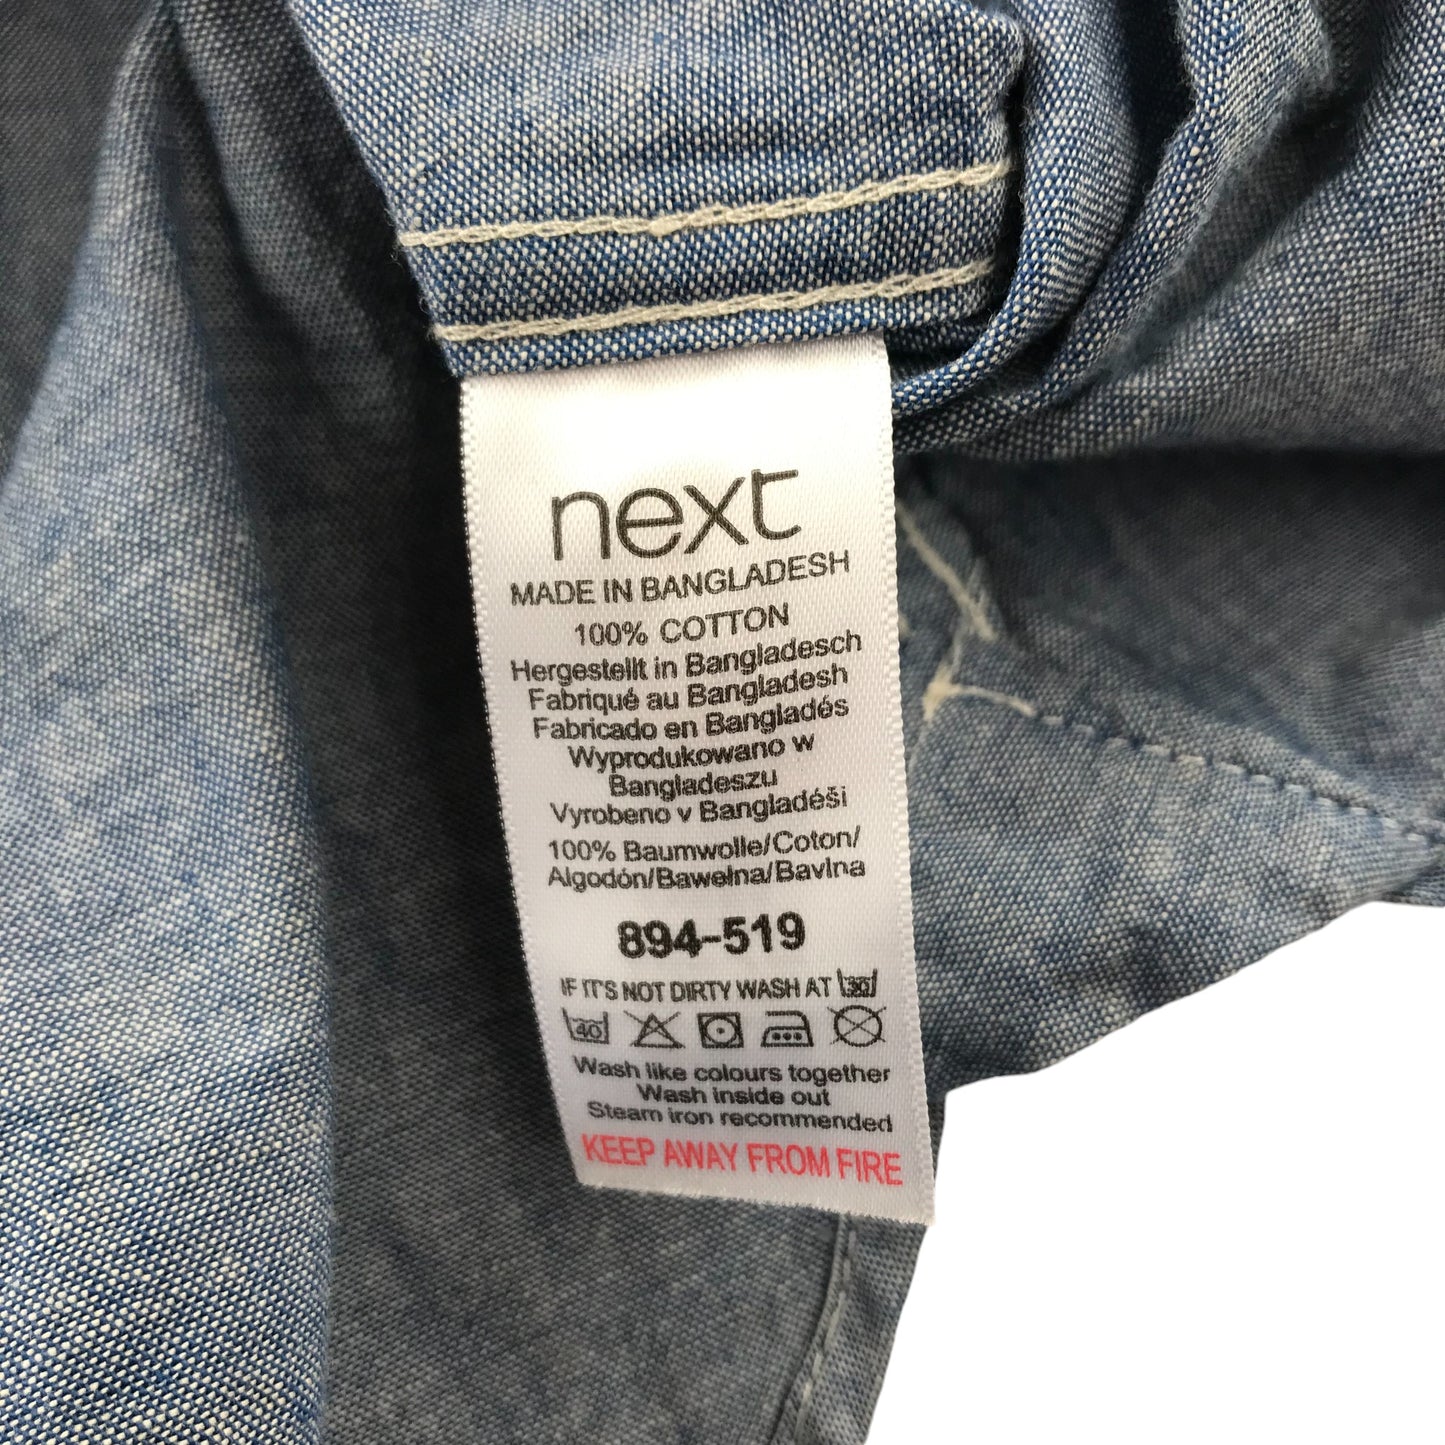 next
MADE IN BANGLADESH
100% COTTON
Hergestellt in Bangladesch
Fabriqué au Bangladesh
Fabricado en Bangladés
Wyprodukowano w
Bangladeszu
Vyrobeno v Bangladéši
100% Baumwolle/Coton/
Algodón/Bawełna/Bavlna
894-519
IF IT'S NOT DIRTY WASH AT 30
40
Wash like colours together
Wash inside out
Steam iron recommended
KEEP AWAY FROM FIRE